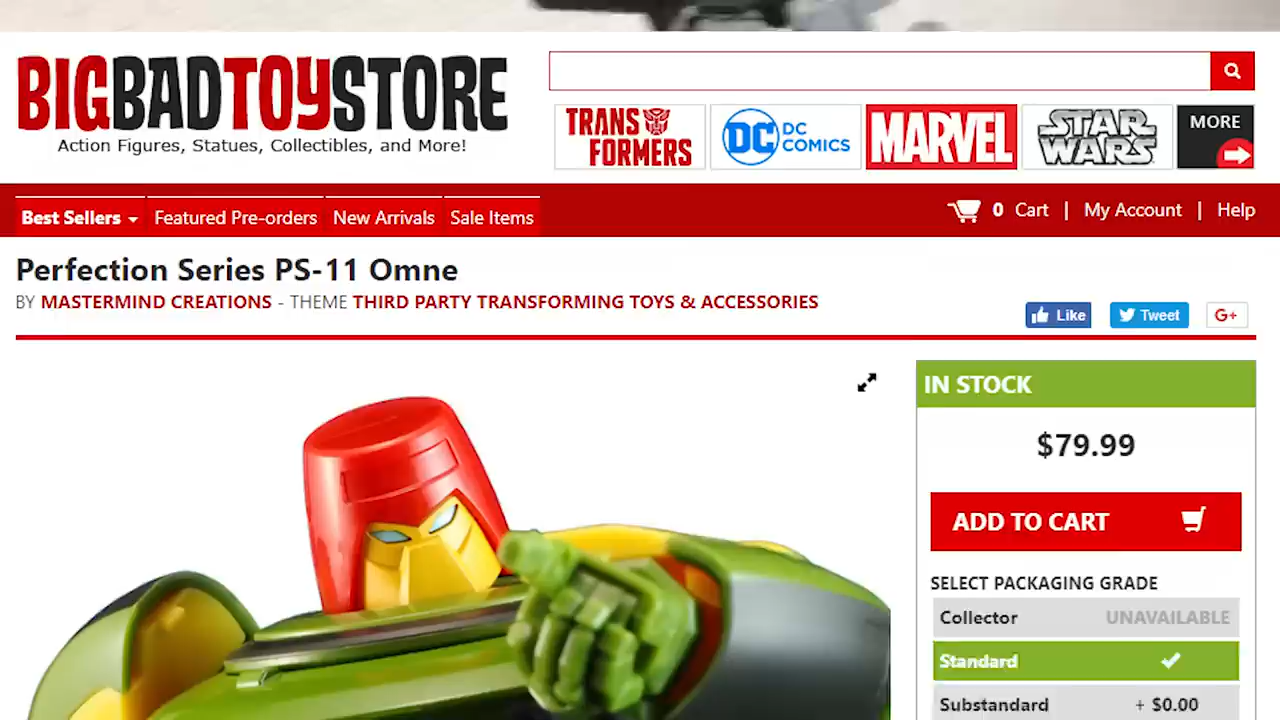 BIGBADTOYSTORE
Action Figures, Statues, Collectibles, and More!
TRANSFORMERS
DC DC COMICS
MARVEL
STAR WARS
MORE
Best Sellers Featured Pre-orders New Arrivals Sale Items
0 Cart | My Account | Help
Perfection Series PS-11 Omne
BY MASTERMIND CREATIONS - THEME THIRD PARTY TRANSFORMING TOYS & ACCESSORIES
Like Tweet G+
IN STOCK
$79.99
ADD TO CART
SELECT PACKAGING GRADE
Collector UNAVAILABLE
Standard
Substandard + $0.00